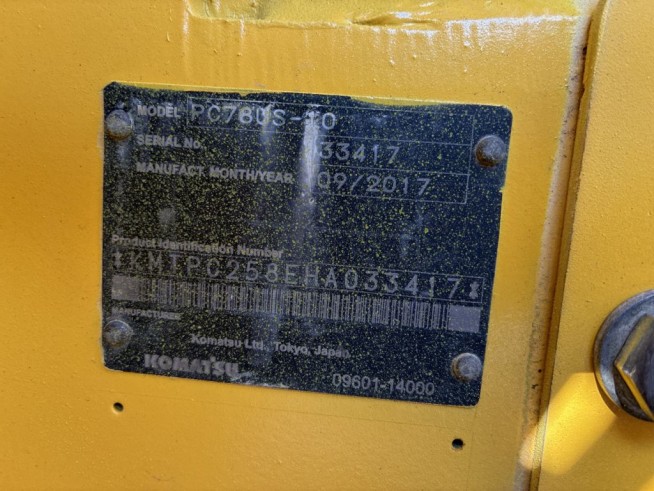 MODEL PC78US-10
SERIAL No. 33417
MANUFACT MONTH/YEAR 09/2017
Product Identification Number
*KMTPC258EHA033417*
MANUFACTURER
Komatsu Ltd., Tokyo, Japan
KOMATSU
09601-14000